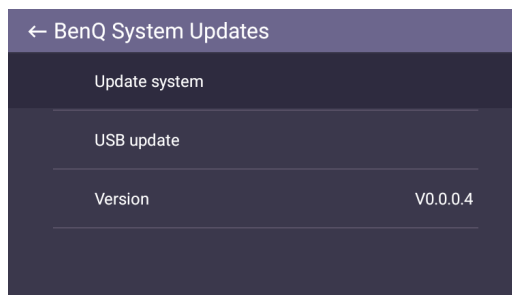 ← BenQ System Updates
Update system
USB update
Version V0.0.0.4